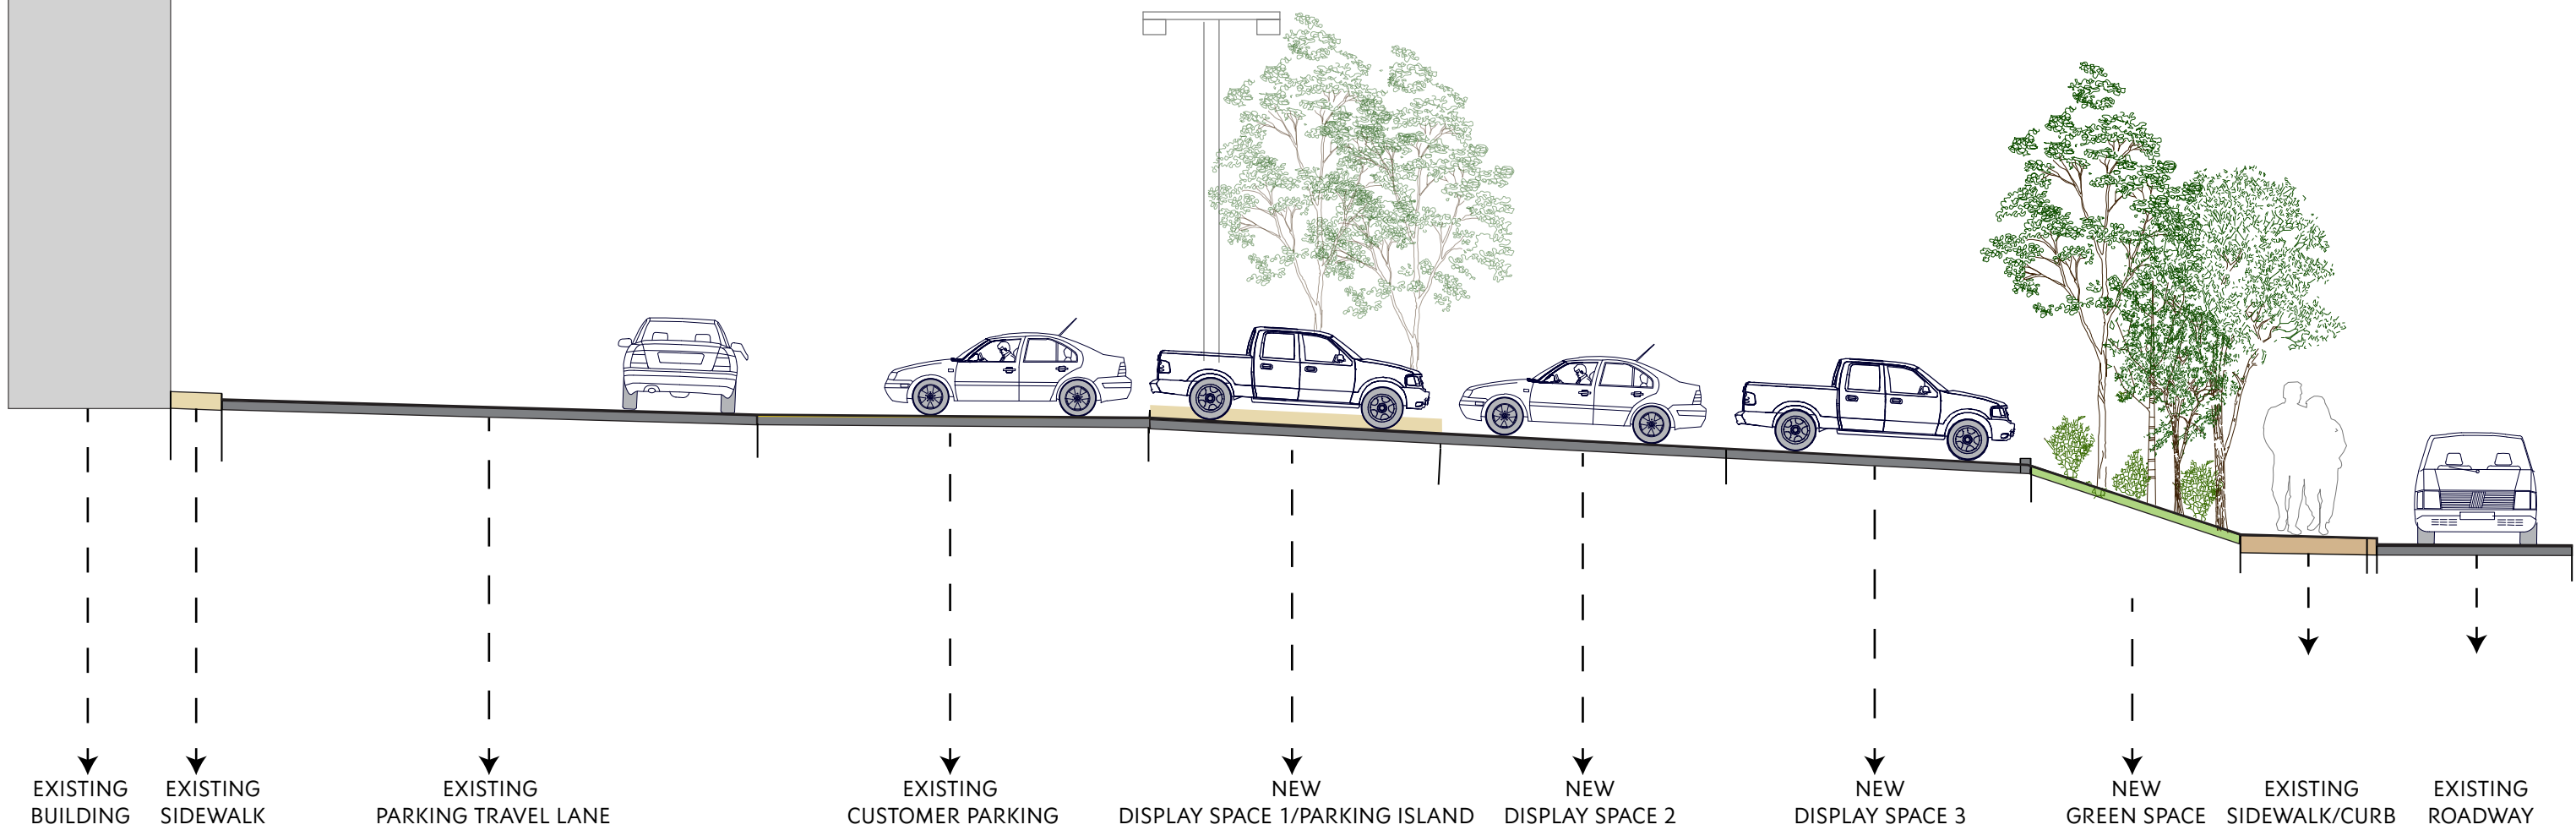 EXISTING
BUILDING
EXISTING
SIDEWALK
EXISTING
PARKING TRAVEL LANE
EXISTING
CUSTOMER PARKING
NEW
DISPLAY SPACE 1/PARKING ISLAND
NEW
DISPLAY SPACE 2
NEW
DISPLAY SPACE 3
NEW
GREEN SPACE
EXISTING
SIDEWALK/CURB
EXISTING
ROADWAY